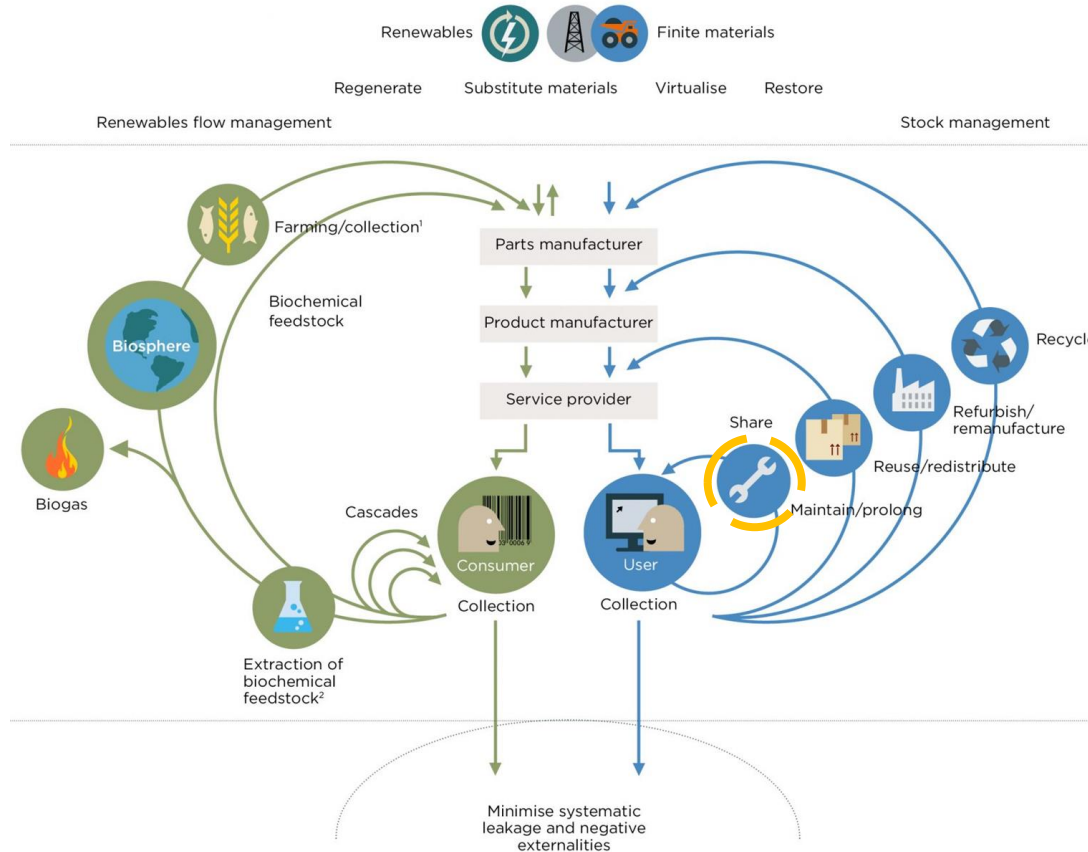 Renewables
Finite materials
Regenerate
Substitute materials
Virtualise
Restore
Renewables flow management
Stock management
Farming/collection¹
Parts manufacturer
Biochemical
feedstock
Product manufacturer
Biosphere
Recycle
Service provider
Refurbish/
remanufacture
Share
Reuse/redistribute
Biogas
Maintain/prolong
Cascades
Consumer
User
Collection
Collection
Extraction of
biochemical
feedstock²
Minimise systematic
leakage and negative
externalities